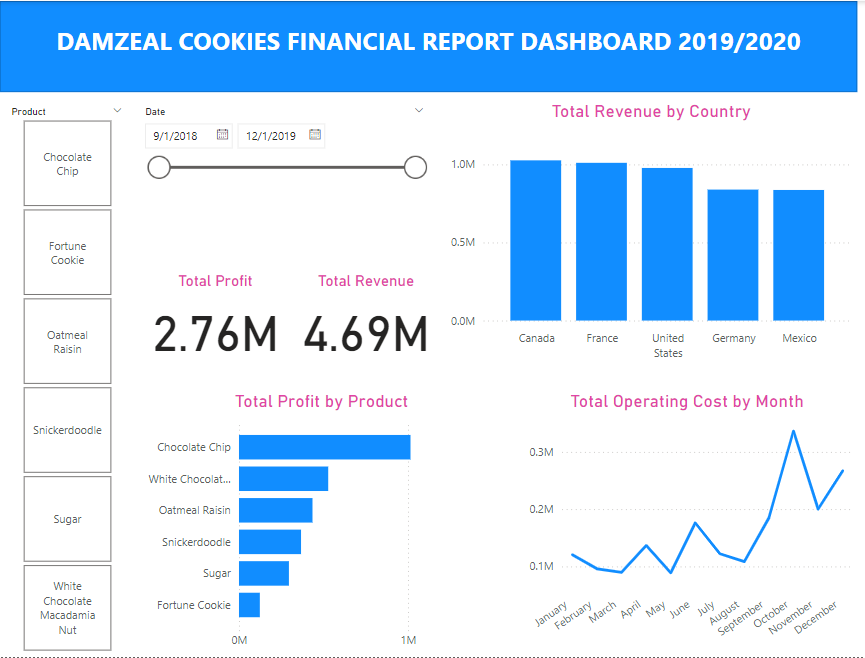 DAMZEAL COOKIES FINANCIAL REPORT DASHBOARD 2019/2020
Product
Chocolate
Chip
Fortune
Cookie
Oatmeal
Raisin
Snickerdoodle
Sugar
White
Chocolate
Macadamia
Nut
Date
9/1/2018
12/1/2019
Total Profit
2.76M
Total Revenue
4.69M
Total Revenue by Country
1.0M
0.5M
0.0M
Canada
France
United
States
Germany
Mexico
Total Profit by Product
Chocolate Chip
White Chocolat...
Oatmeal Raisin
Snickerdoodle
Sugar
Fortune Cookie
0M
1M
Total Operating Cost by Month
0.3M
0.2M
0.1M
January
February
March
April
May
June
July
August
September
October
November
December